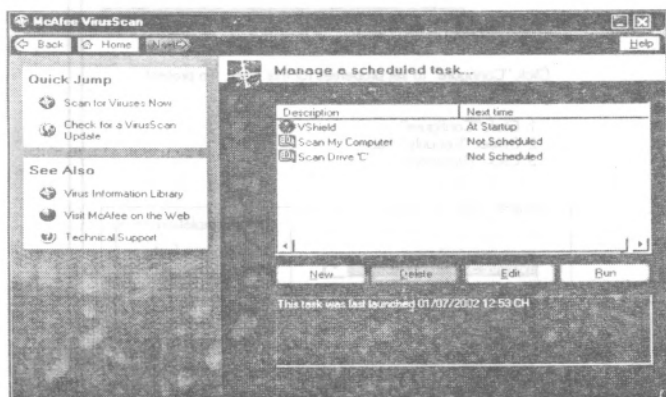 McAfee VirusScan
Back Home Next Help
Quick Jump
Scan for Viruses Now
Check for a VirusScan
Update
See Also
Virus Information Library
Visit McAfee on the Web
Technical Support
Manage a scheduled task...
Description Next time
VShield At Startup
Scan My Computer Not Scheduled
Scan Drive 'C' Not Scheduled
New Delete Edit Run
This task was last launched 01/07/2002 12:53 CH